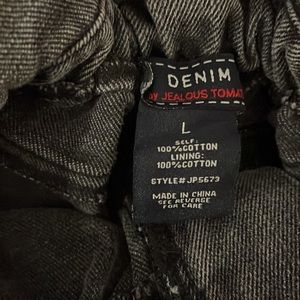 DENIM
BY JEALOUS TOMATO
L
SELF:
100%COTTON
LINING:
100%COTTON
STYLE#JP5673
MADE IN CHINA
SEE REVERSE
FOR CARE